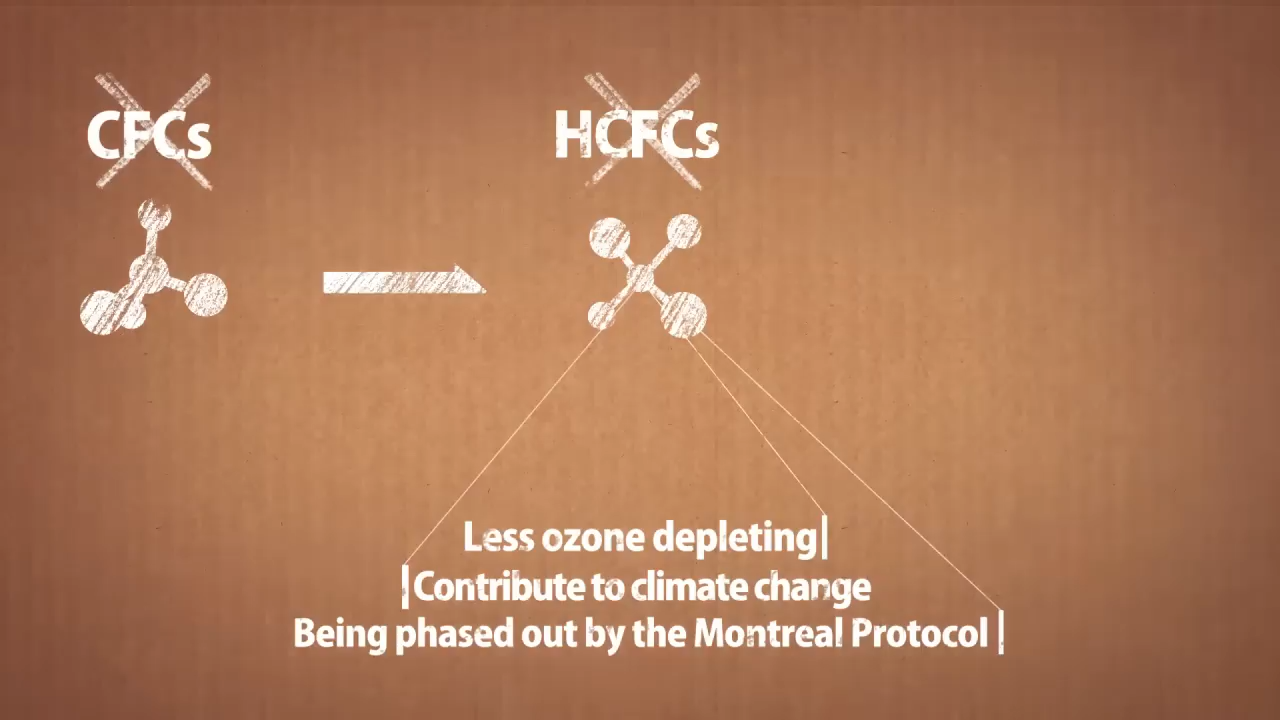 CFCs
HCFCs
Less ozone depleting
Contribute to climate change
Being phased out by the Montreal Protocol